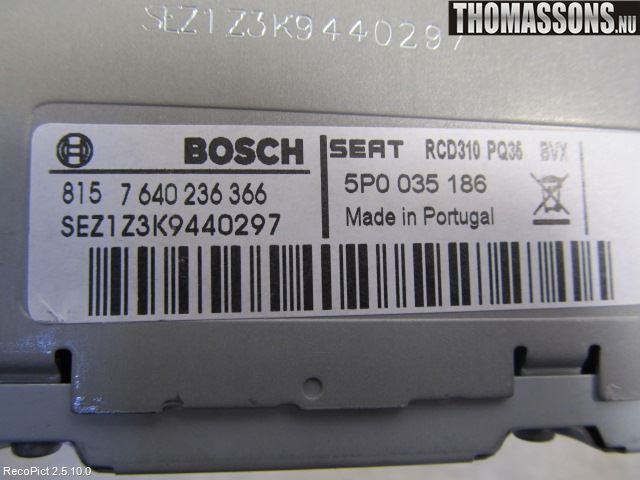 THOMASSONS.NU
SEZ1Z3K9440297
BOSCH
SEAT RCD310 PQ35 BVX
815 7 640 236 366
5P0 035 186
SEZ1Z3K9440297
Made in Portugal
RecoPict 2.5.10.0